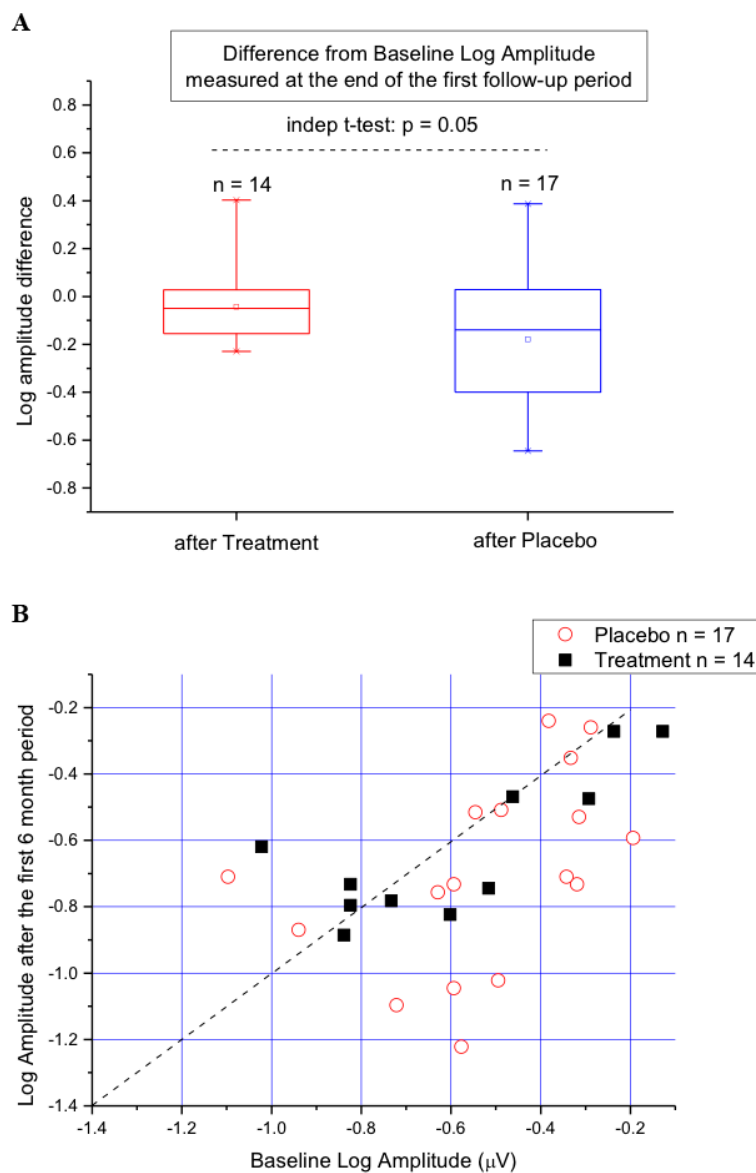 A
Difference from Baseline Log Amplitude
measured at the end of the first follow-up period
indep t-test: p = 0.05
n = 14
n = 17
0.8
0.6
0.4
0.2
0.0
-0.2
-0.4
-0.6
-0.8
Log amplitude difference
after Treatment
after Placebo
B
Placebo n = 17
Treatment n = 14
-0.2
-0.4
-0.6
-0.8
-1.0
-1.2
-1.4
Log Amplitude after the first 6 month period
-1.4 -1.2 -1.0 -0.8 -0.6 -0.4 -0.2
Baseline Log Amplitude (μV)